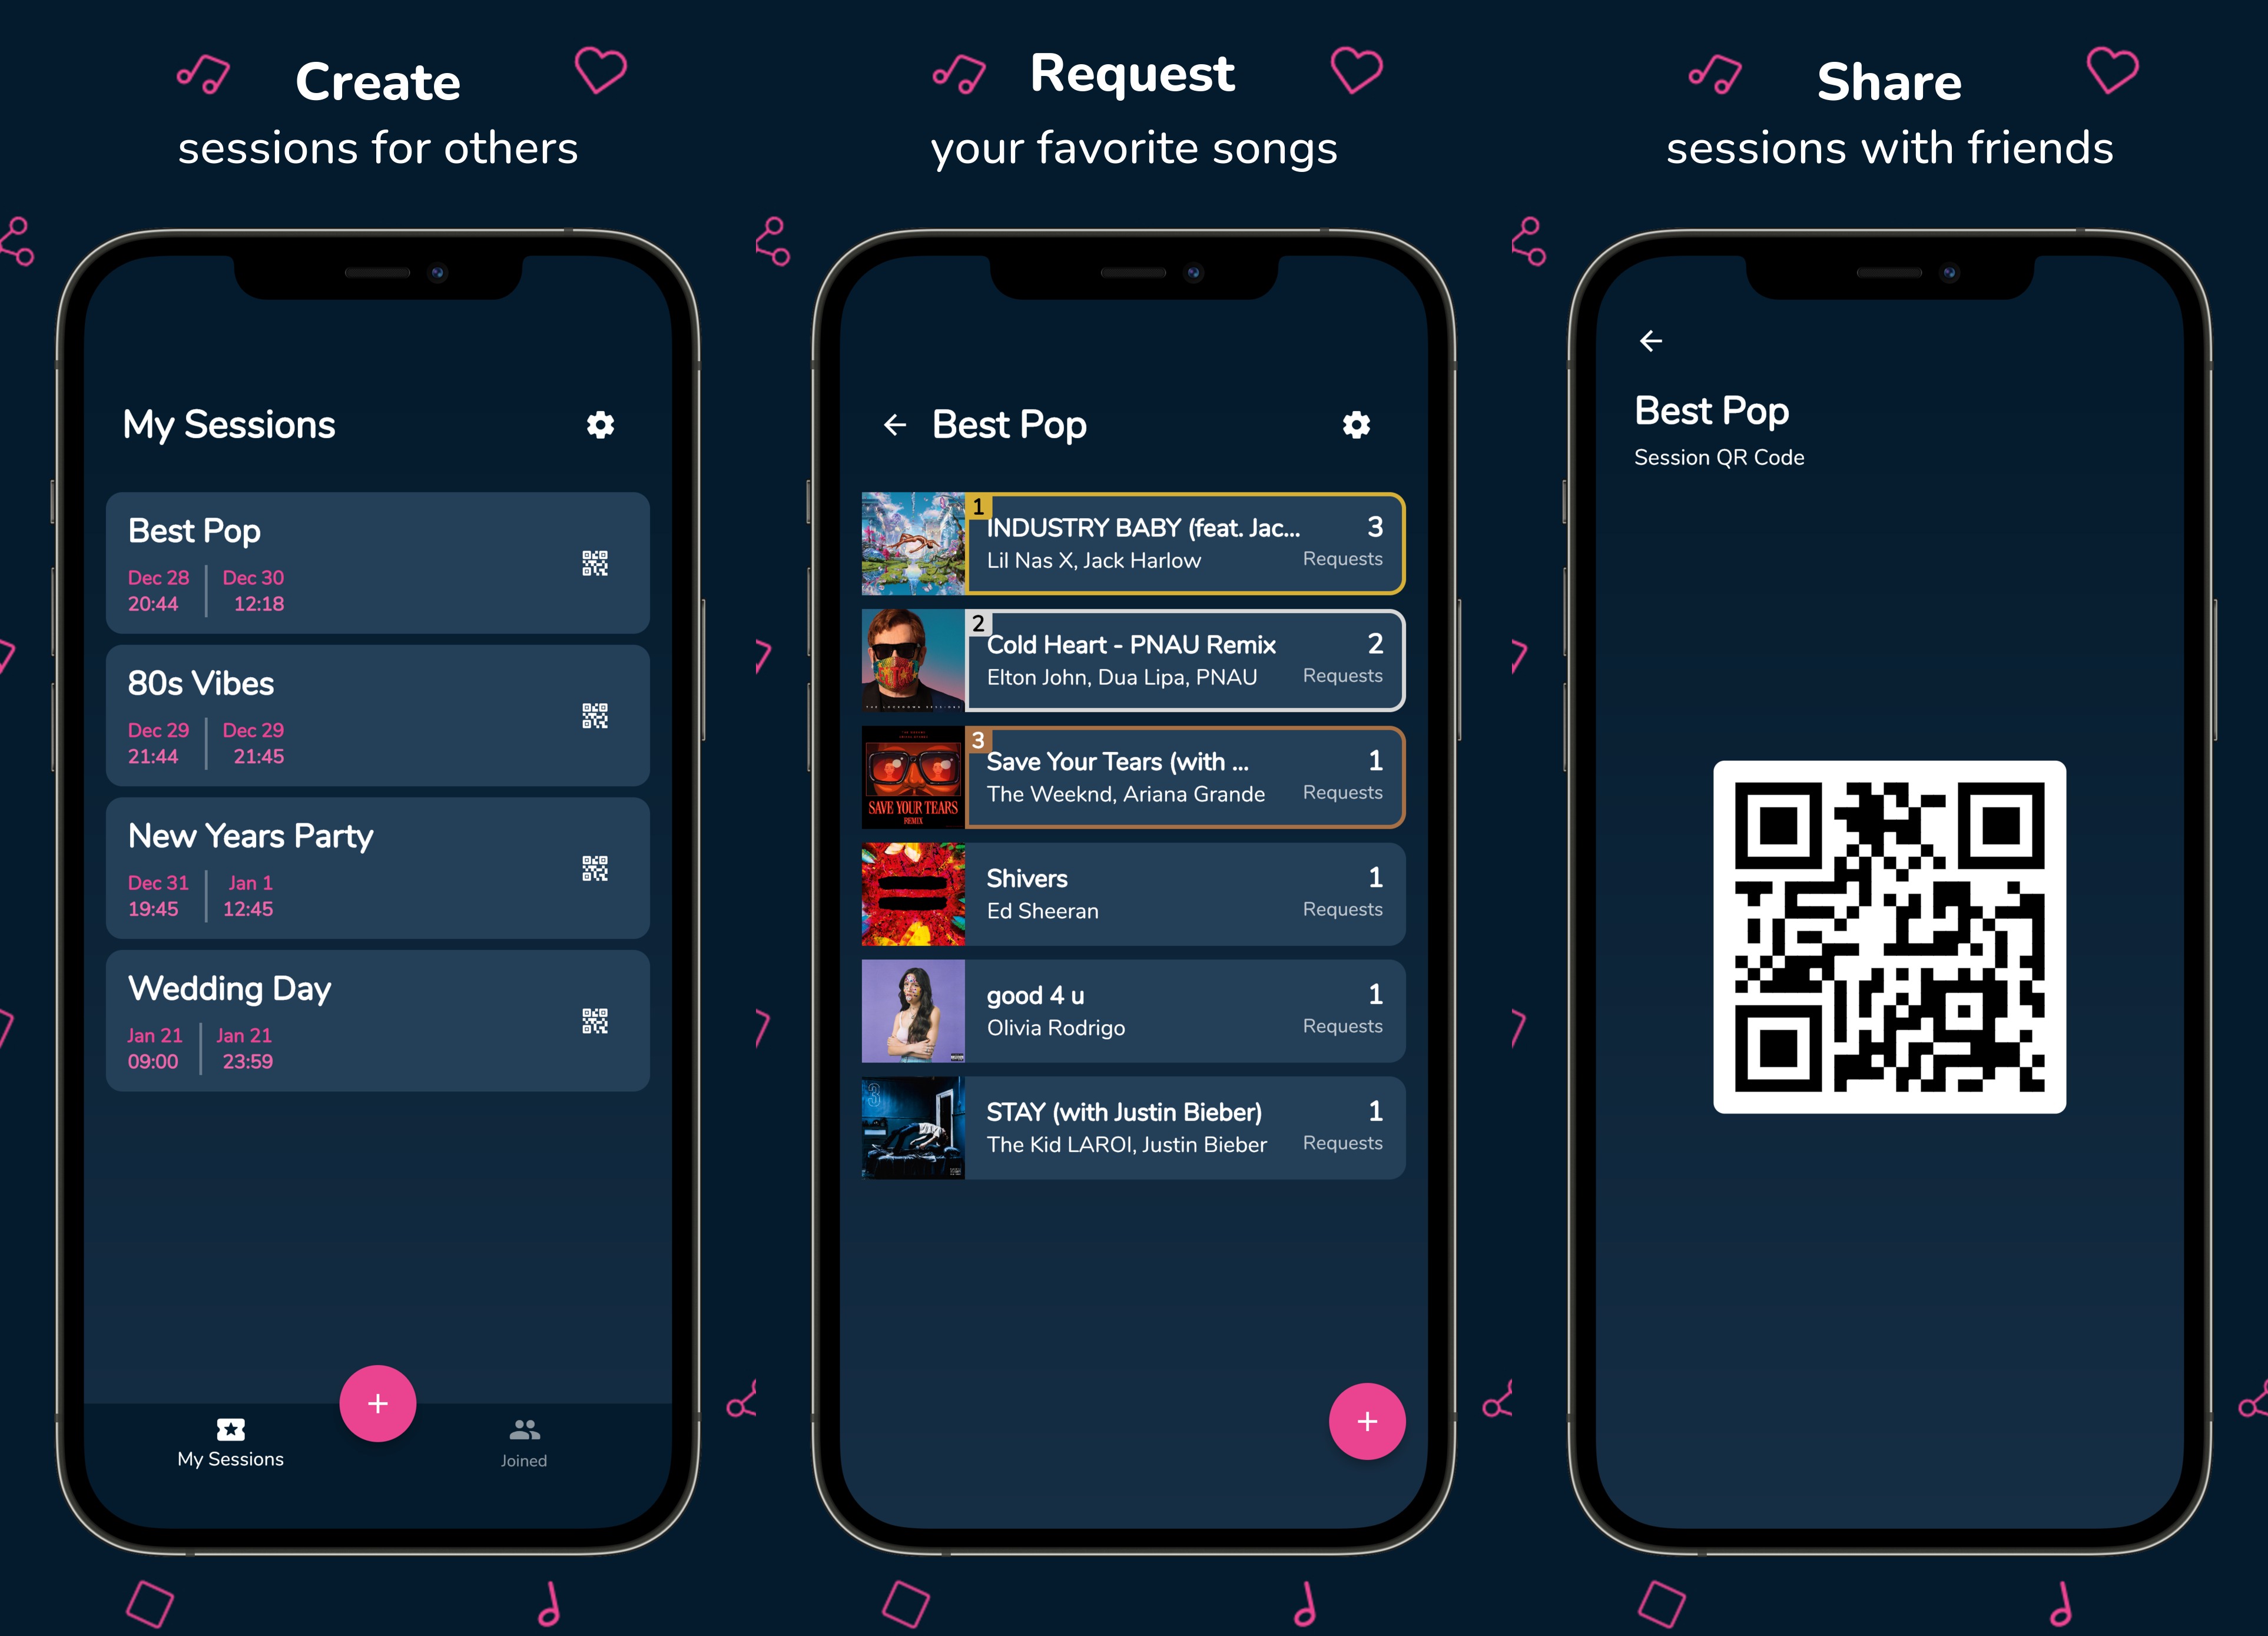 Create
sessions for others
My Sessions
Best Pop
Dec 28 Dec 30
20:44 12:18
80s Vibes
Dec 29 Dec 29
21:44 21:45
New Years Party
Dec 31 Jan 1
19:45 12:45
Wedding Day
Jan 21 Jan 21
09:00 23:59
My Sessions
Joined
Request
your favorite songs
Best Pop
1
INDUSTRY BABY (feat. Jac... 3
Lil Nas X, Jack Harlow Requests
2
Cold Heart - PNAU Remix 2
Elton John, Dua Lipa, PNAU Requests
THE LOCKDOWN SESSIONS
3
Save Your Tears (with ... 1
The Weeknd, Ariana Grande Requests
SAVE YOUR TEARS
REMIX
Shivers 1
Ed Sheeran Requests
good 4 u 1
Olivia Rodrigo Requests
STAY (with Justin Bieber) 1
The Kid LAROI, Justin Bieber Requests
Share
sessions with friends
Best Pop
Session QR Code